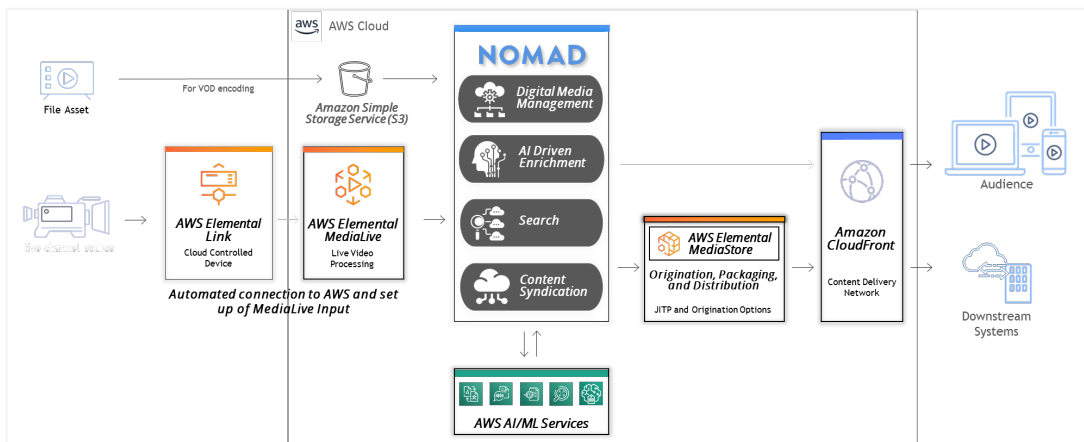 aws
AWS Cloud
File Asset
For VOD encoding
Amazon Simple
Storage Service (S3)
NOMAD
Digital Media
Management
AI Driven
Enrichment
Search
Content
Syndication
live channel source
AWS Elemental
Link
Cloud Controlled
Device
AWS Elemental
MediaLive
Live Video
Processing
Automated connection to AWS and set
up of MediaLive Input
AWS Elemental
MediaStore
Origination, Packaging,
and Distribution
JITP and Origination Options
Amazon
CloudFront
Content Delivery
Network
Audience
Downstream
Systems
AWS AI/ML Services